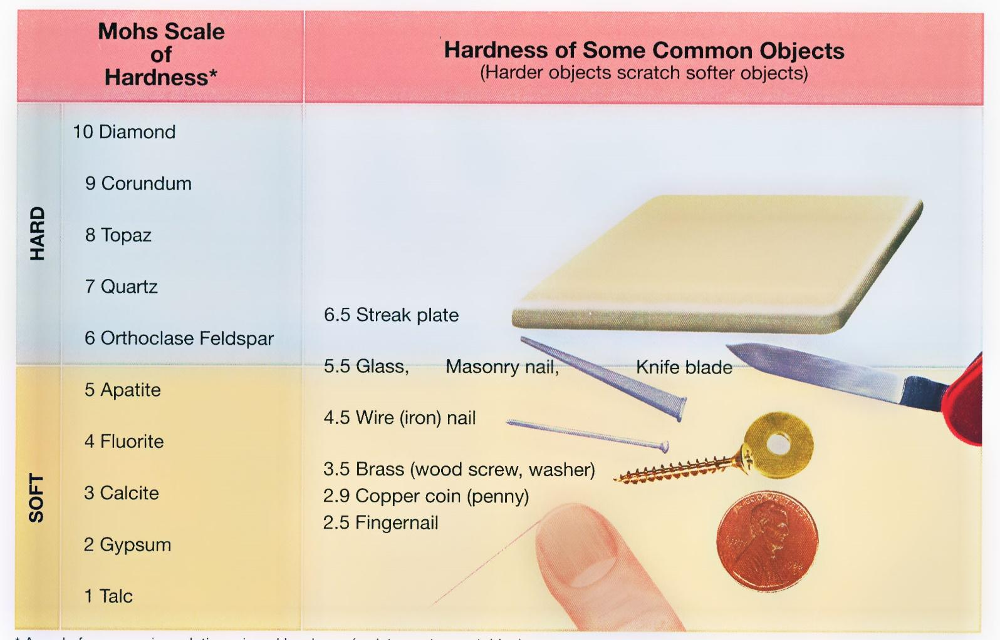 Mohs Scale
of
Hardness*
Hardness of Some Common Objects
(Harder objects scratch softer objects)
HARD
10 Diamond
9 Corundum
8 Topaz
7 Quartz
6 Orthoclase Feldspar
SOFT
5 Apatite
4 Fluorite
3 Calcite
2 Gypsum
1 Talc
6.5 Streak plate
5.5 Glass, Masonry nail, Knife blade
4.5 Wire (iron) nail
3.5 Brass (wood screw, washer)
2.9 Copper coin (penny)
2.5 Fingernail